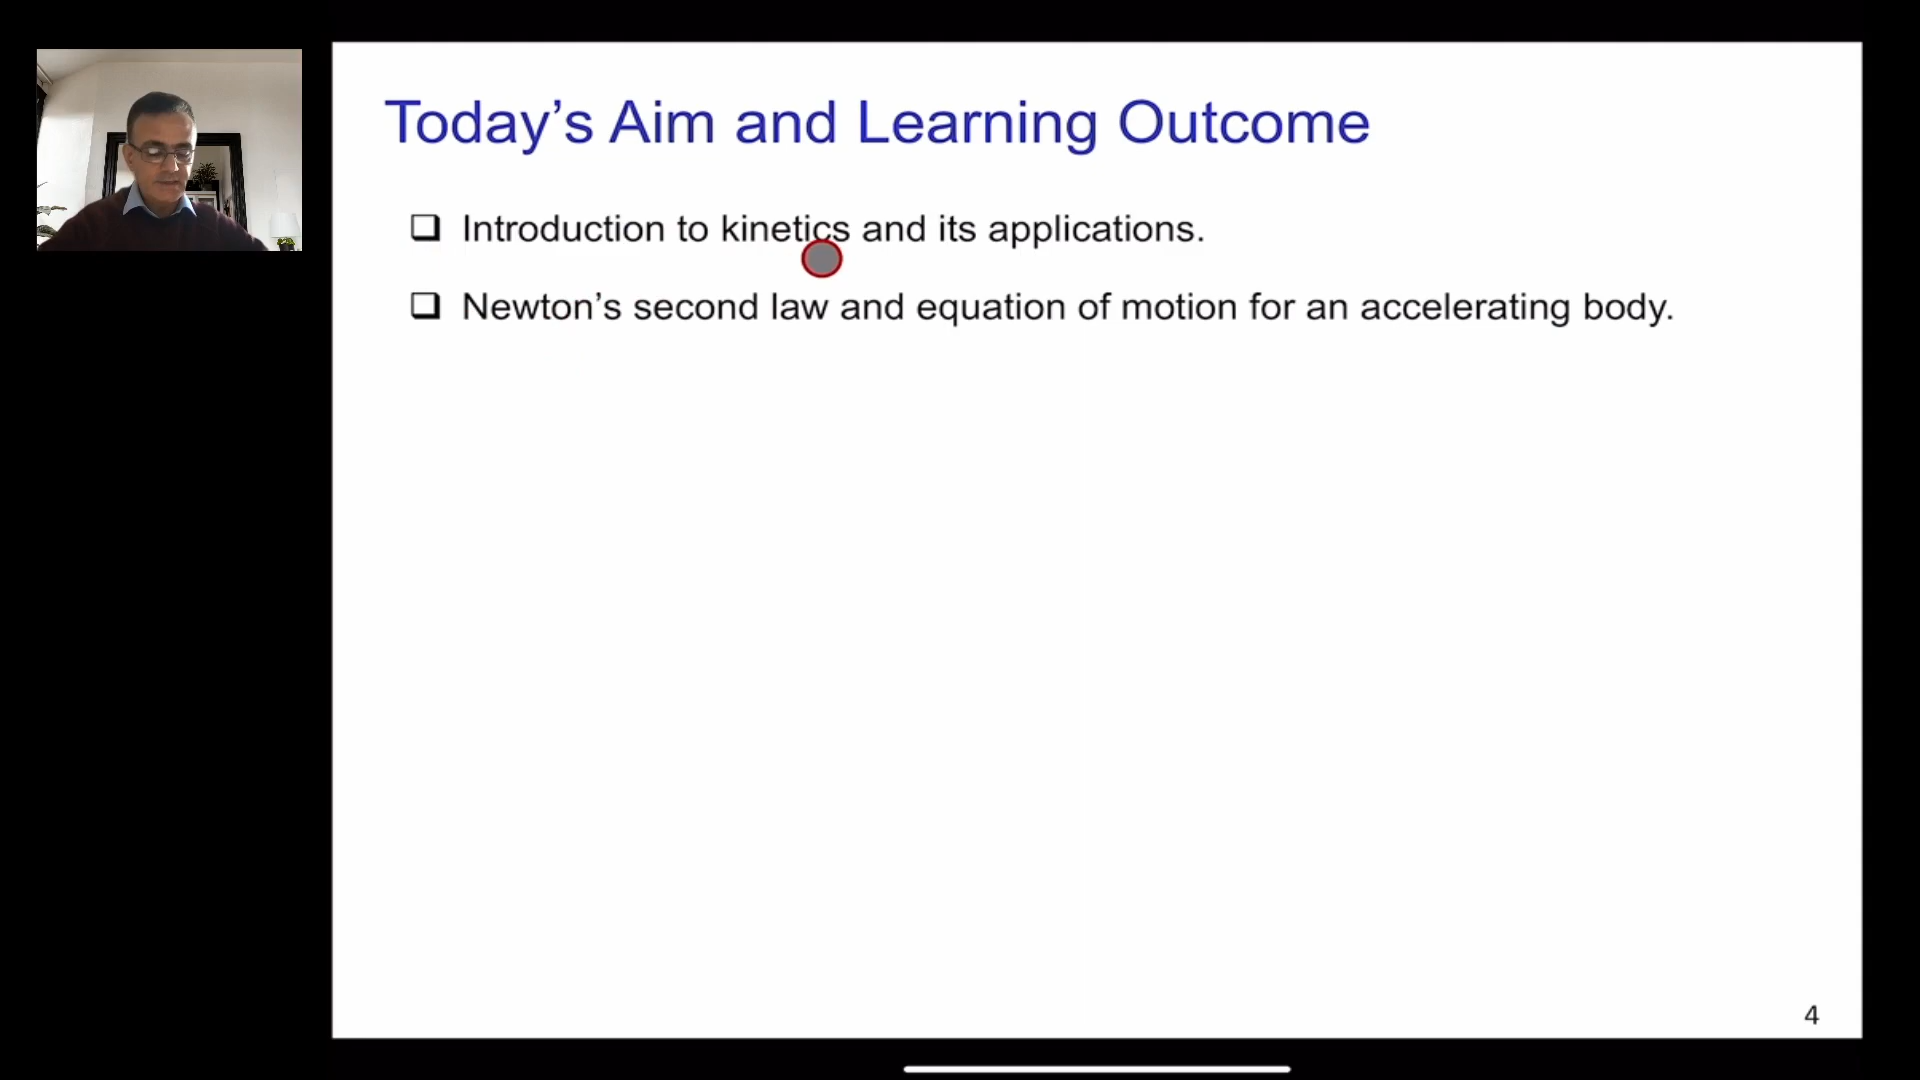 Today’s Aim and Learning Outcome
❑ Introduction to kinetics and its applications.
❑ Newton’s second law and equation of motion for an accelerating body.
4